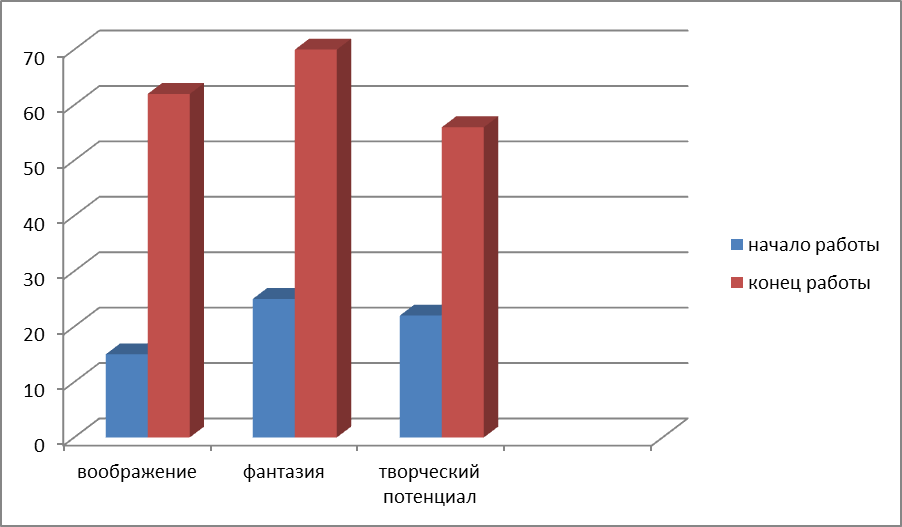 70
60
50
40
30
20
10
0
воображение
фантазия
творческий
потенциал
начало работы
конец работы